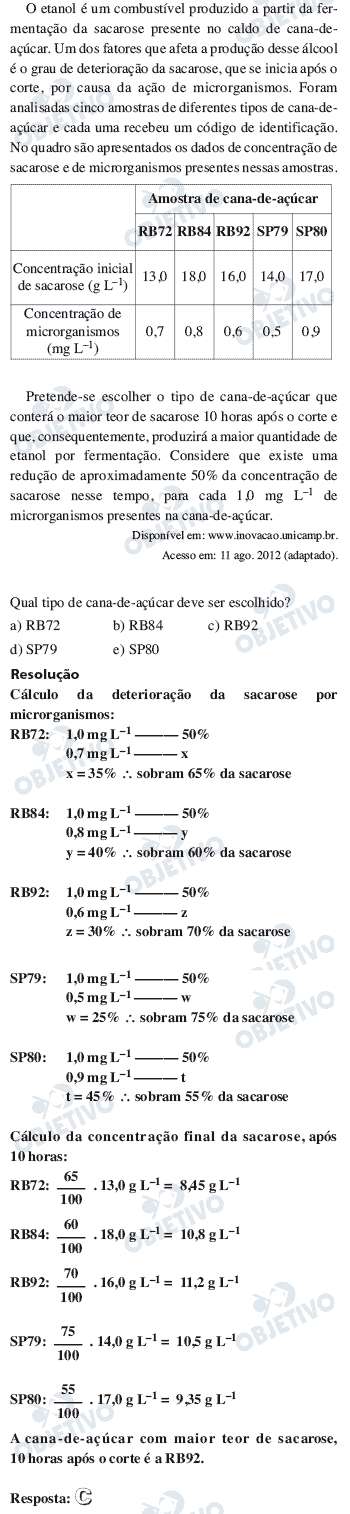 O etanol é um combustível produzido a partir da fer-
mentação da sacarose presente no caldo de cana-de-
açúcar. Um dos fatores que afeta a produção desse álcool
é o grau de deterioração da sacarose, que se inicia após o
corte, por causa da ação de microrganismos. Foram
analisadas cinco amostras de diferentes tipos de cana-de-
açúcar e cada uma recebeu um código de identificação.
No quadro são apresentados os dados de concentração de
sacarose e de microrganismos presentes nessas amostras.
Amostra de cana-de-açúcar
RB72 RB84 RB92 SP79 SP80
Concentração inicial
de sacarose (g L–1) 13,0 18,0 16,0 14,0 17,0
Concentração de
microrganismos
(mg L–1) 0,7 0,8 0,6 0,5 0,9
Pretende-se escolher o tipo de cana-de-açúcar que
conterá o maior teor de sacarose 10 horas após o corte e
que, consequentemente, produzirá a maior quantidade de
etanol por fermentação. Considere que existe uma
redução de aproximadamente 50% da concentração de
sacarose nesse tempo, para cada 1,0 mg L–1 de
microrganismos presentes na cana-de-açúcar.
Disponível em: www.inovacao.unicamp.br.
Acesso em: 11 ago. 2012 (adaptado).
Qual tipo de cana-de-açúcar deve ser escolhido?
a) RB72 b) RB84 c) RB92
d) SP79 e) SP80
Resolução
Cálculo da deterioração da sacarose por
microrganismos:
RB72: 1,0 mg L–1 ––––––– 50%
0,7 mg L–1 ––––––– x
x = 35% ∴ sobram 65% da sacarose
RB84: 1,0 mg L–1 ––––––– 50%
0,8 mg L–1 ––––––– y
y = 40% ∴ sobram 60% da sacarose
RB92: 1,0 mg L–1 ––––––– 50%
0,6 mg L–1 ––––––– z
z = 30% ∴ sobram 70% da sacarose
SP79: 1,0 mg L–1 ––––––– 50%
0,5 mg L–1 ––––––– w
w = 25% ∴ sobram 75% da sacarose
SP80: 1,0 mg L–1 ––––––– 50%
0,9 mg L–1 ––––––– t
t = 45% ∴ sobram 55% da sacarose
Cálculo da concentração final da sacarose, após
10 horas:
RB72: 65/100 . 13,0 g L–1 = 8,45 g L–1
RB84: 60/100 . 18,0 g L–1 = 10,8 g L–1
RB92: 70/100 . 16,0 g L–1 = 11,2 g L–1
SP79: 75/100 . 14,0 g L–1 = 10,5 g L–1
SP80: 55/100 . 17,0 g L–1 = 9,35 g L–1
A cana-de-açúcar com maior teor de sacarose,
10 horas após o corte é a RB92.
Resposta: C